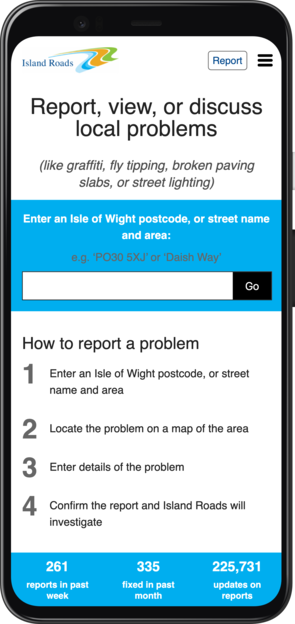 Island Roads
Report
Report, view, or discuss
local problems
(like graffiti, fly tipping, broken paving
slabs, or street lighting)
Enter an Isle of Wight postcode, or street name
and area:
e.g. ‘PO30 5XJ’ or ‘Daish Way’
Go
How to report a problem
1 Enter an Isle of Wight postcode, or street
name and area
2 Locate the problem on a map of the area
3 Enter details of the problem
4 Confirm the report and Island Roads will
investigate
261 335 225,731
reports in past fixed in past updates on
week month reports